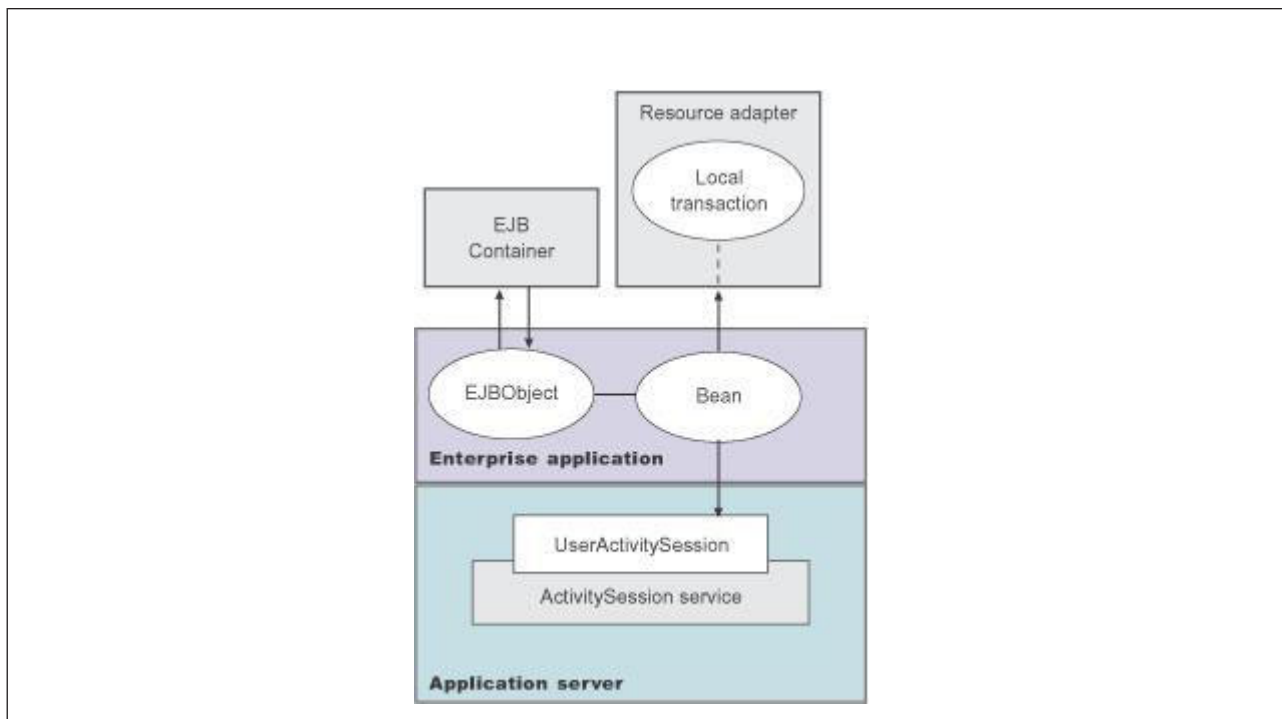 Resource adapter
Local
transaction
EJB
Container
EJBObject
Bean
Enterprise application
UserActivitySession
ActivitySession service
Application server